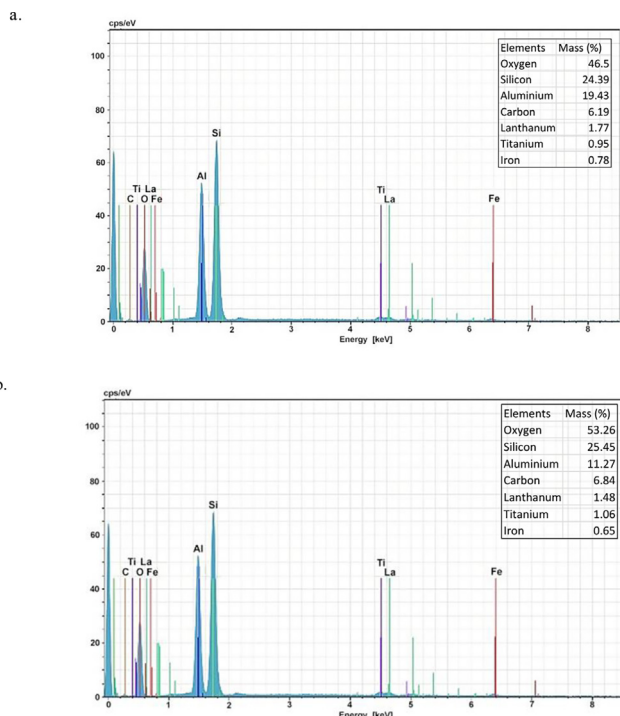 a.
cps/eV
100
80
60
40
20
0
Elements Mass (%)
Oxygen 46.5
Silicon 24.39
Aluminium 19.43
Carbon 6.19
Lanthanum 1.77
Titanium 0.95
Iron 0.78
Si
Al
Ti La
C O Fe
Ti
La
Fe
0 1 2 3 4 5 6 7 8
Energy [keV]
b.
cps/eV
100
80
60
40
20
0
Elements Mass (%)
Oxygen 53.26
Silicon 25.45
Aluminium 11.27
Carbon 6.84
Lanthanum 1.48
Titanium 1.06
Iron 0.65
Si
Al
Ti La
C O Fe
Ti
La
Fe
0 1 2 3 4 5 6 7 8
Energy [keV]